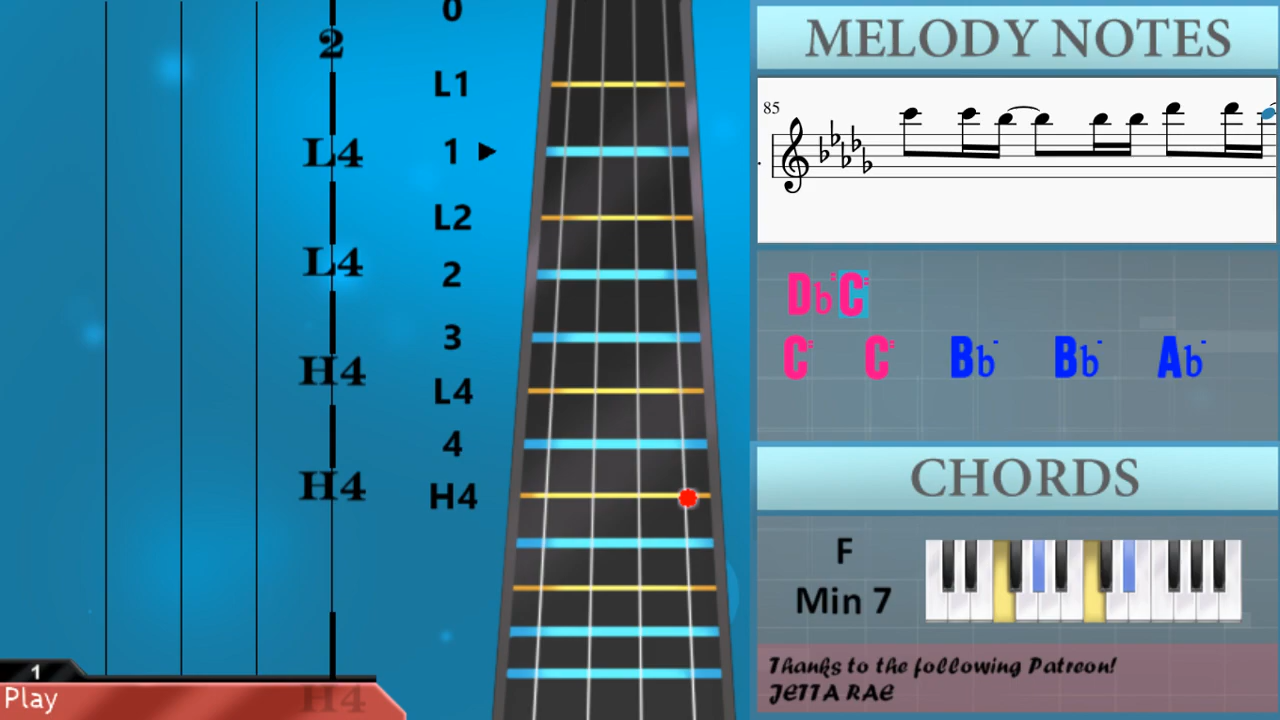 2
L4
L4
H4
H4
H4
1
Play
0
L1
1
L2
2
3
L4
4
H4
MELODY NOTES
85
Db" C'
C" C" Bb- Bb- Ab-
CHORDS
F
Min 7
Thanks to the following Patreon!
JETTA RAE